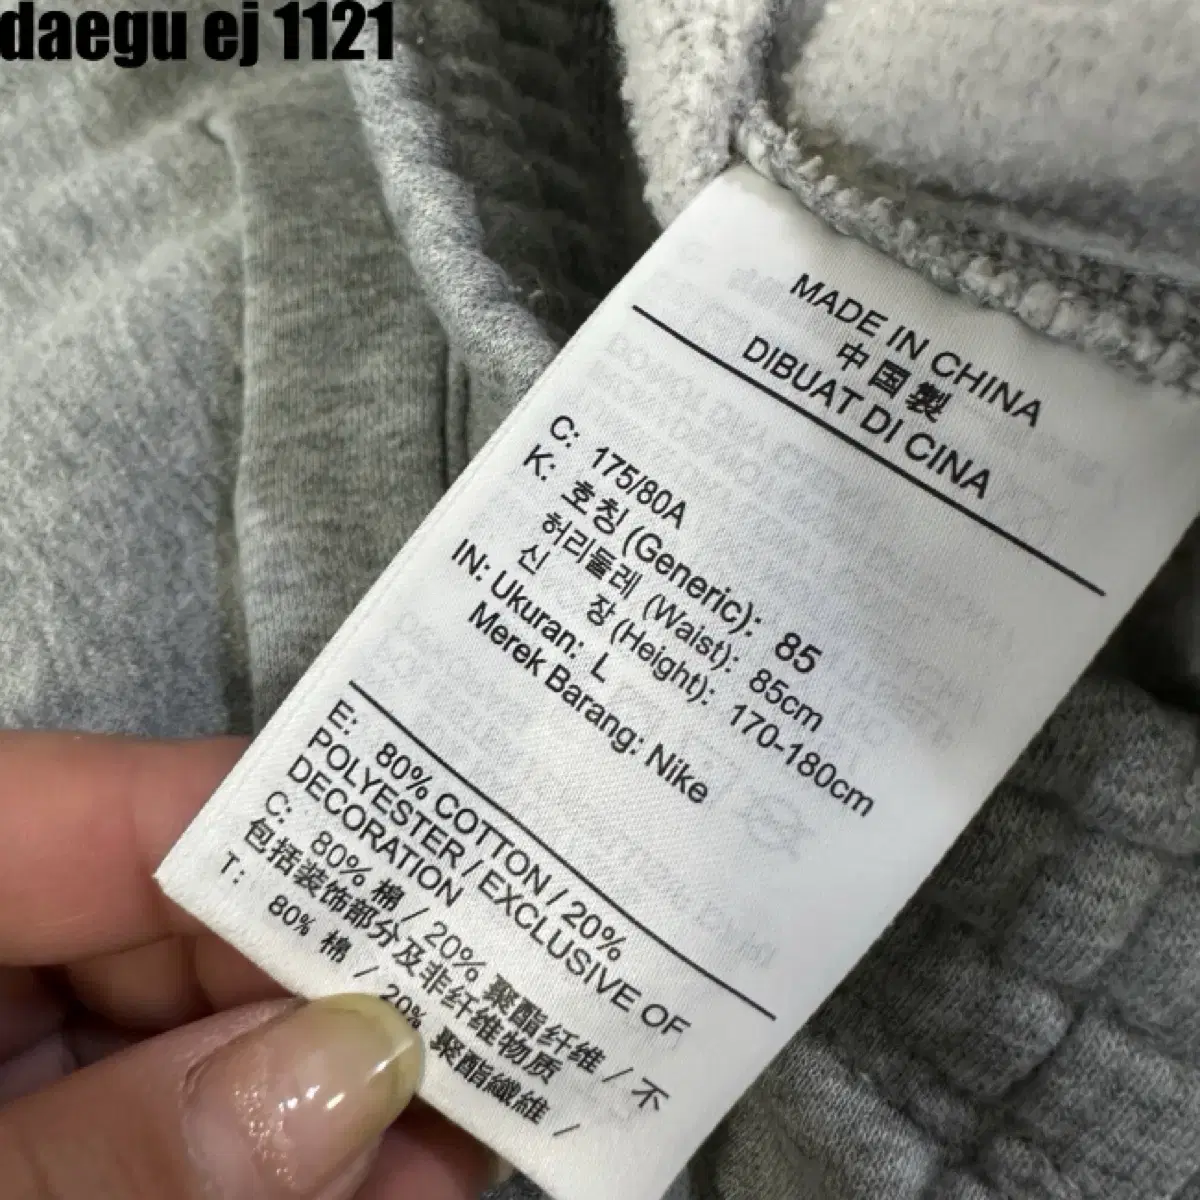 daegu ej 1121
MADE IN CHINA
中国製
DIBUAT DI CINA
C: 175/80A
K: 호칭 (Generic): 85
허리둘레 (Waist): 85cm
신 장 (Height): 170-180cm
IN: Ukuran: L
Merek Barang: Nike
E: 80% COTTON / 20%
POLYESTER / EXCLUSIVE OF
DECORATION
C: 80% 棉 / 20% 聚酯纤维 / 不
包括装饰部分及非纤维物质
T: 80% 棉 / 20% 聚酯纖維 /